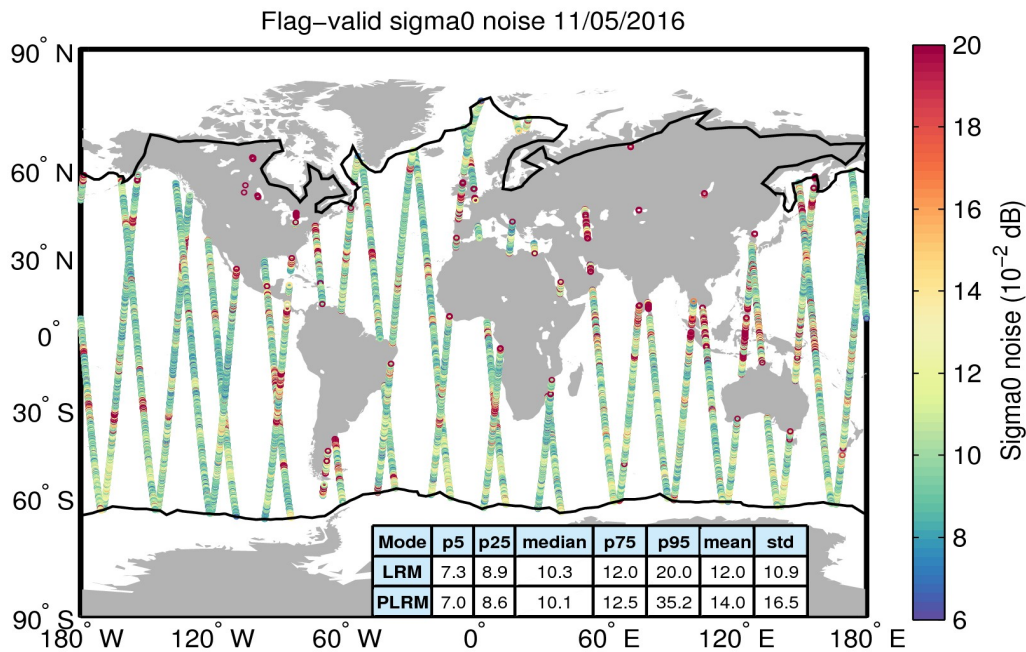 Flag−valid sigma0 noise 11/05/2016
90° N
60° N
30° N
0°
30° S
60° S
90° S
180° W 120° W 60° W 0° 60° E 120° E 180° E
Mode p5 p25 median p75 p95 mean std
LRM 7.3 8.9 10.3 12.0 20.0 12.0 10.9
PLRM 7.0 8.6 10.1 12.5 35.2 14.0 16.5
20
18
16
14
12
10
8
6
Sigma0 noise (10⁻² dB)